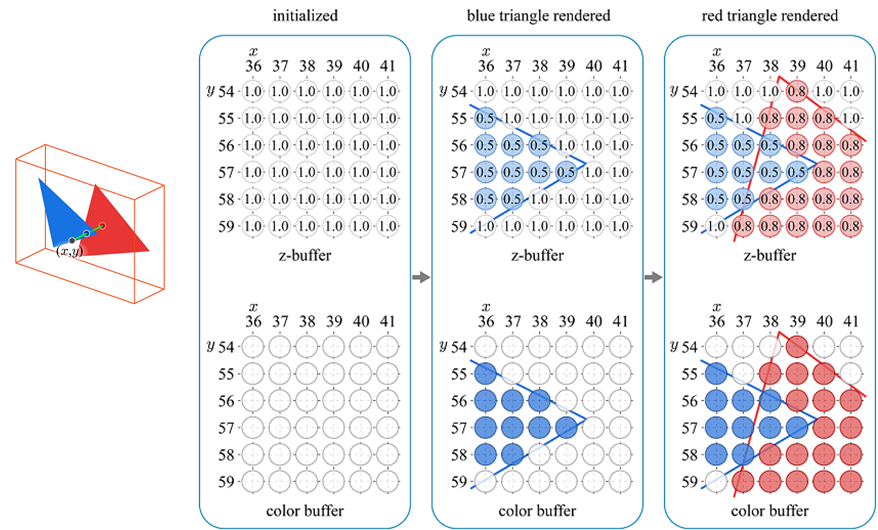 initialized
blue triangle rendered
red triangle rendered
x
36 37 38 39 40 41
y 54 1.0 1.0 1.0 1.0 1.0 1.0
55 1.0 1.0 1.0 1.0 1.0 1.0
56 1.0 1.0 1.0 1.0 1.0 1.0
57 1.0 1.0 1.0 1.0 1.0 1.0
58 1.0 1.0 1.0 1.0 1.0 1.0
59 1.0 1.0 1.0 1.0 1.0 1.0
z-buffer
x
36 37 38 39 40 41
y 54 1.0 1.0 1.0 1.0 1.0 1.0
55 0.5 1.0 1.0 1.0 1.0 1.0
56 0.5 0.5 0.5 1.0 1.0 1.0
57 0.5 0.5 0.5 0.5 1.0 1.0
58 0.5 0.5 1.0 1.0 1.0 1.0
59 1.0 1.0 1.0 1.0 1.0 1.0
z-buffer
x
36 37 38 39 40 41
y 54 1.0 1.0 1.0 0.8 1.0 1.0
55 0.5 1.0 0.8 0.8 0.8 1.0
56 0.5 0.5 0.5 0.8 0.8 0.8
57 0.5 0.5 0.5 0.5 0.8 0.8
58 0.5 0.5 0.8 0.8 0.8 0.8
59 1.0 0.8 0.8 0.8 0.8 0.8
z-buffer
(x,y)
x
36 37 38 39 40 41
y 54
55
56
57
58
59
color buffer
x
36 37 38 39 40 41
y 54
55
56
57
58
59
color buffer
x
36 37 38 39 40 41
y 54
55
56
57
58
59
color buffer